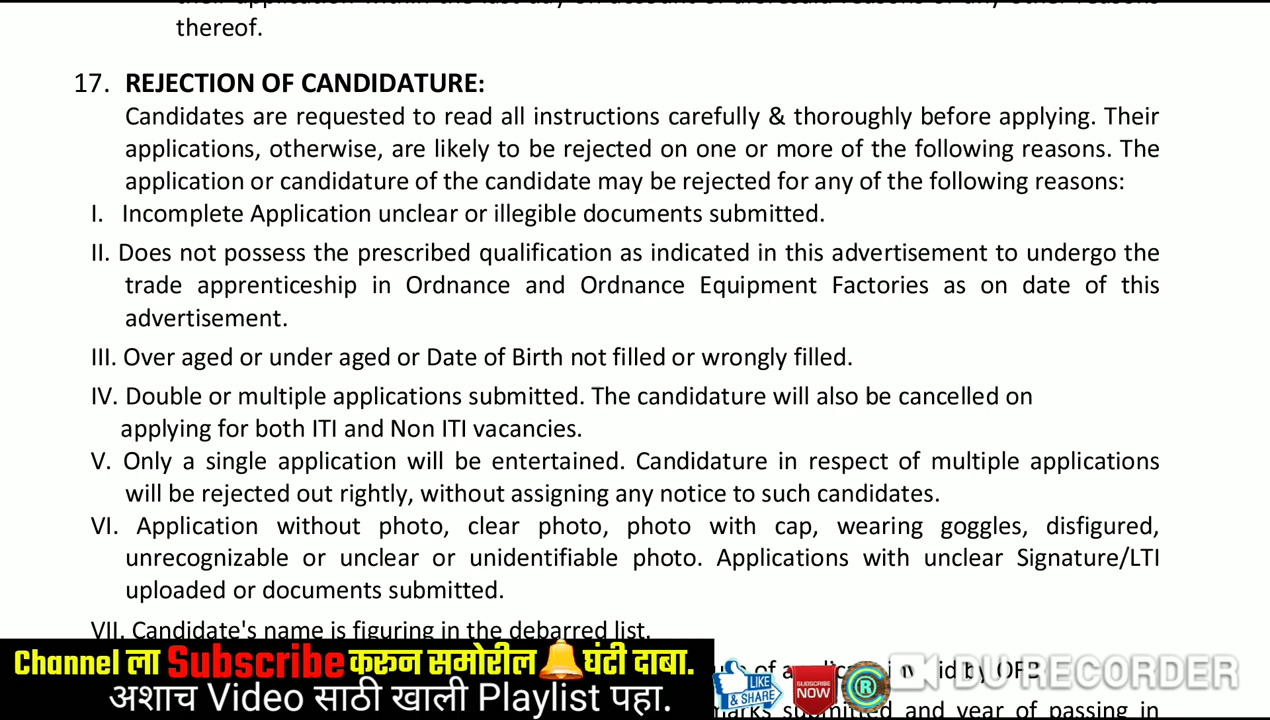 thereof.
17. REJECTION OF CANDIDATURE:
Candidates are requested to read all instructions carefully & thoroughly before applying. Their
applications, otherwise, are likely to be rejected on one or more of the following reasons. The
application or candidature of the candidate may be rejected for any of the following reasons:
I. Incomplete Application unclear or illegible documents submitted.
II. Does not possess the prescribed qualification as indicated in this advertisement to undergo the
trade apprenticeship in Ordnance and Ordnance Equipment Factories as on date of this
advertisement.
III. Over aged or under aged or Date of Birth not filled or wrongly filled.
IV. Double or multiple applications submitted. The candidature will also be cancelled on
applying for both ITI and Non ITI vacancies.
V. Only a single application will be entertained. Candidature in respect of multiple applications
will be rejected out rightly, without assigning any notice to such candidates.
VI. Application without photo, clear photo, photo with cap, wearing goggles, disfigured,
unrecognizable or unclear or unidentifiable photo. Applications with unclear Signature/LTI
uploaded or documents submitted.
VII. Candidate's name is figuring in the debarred list.
Channel ला Subscribe करून समोरील घंटी दाबा.
अशाच Video साठी खाली Playlist पहा.
LIKE & SHARE
SUBSCRIBE NOW
®
of by OFB
DU RECORDER
marks submitted and year of passing in